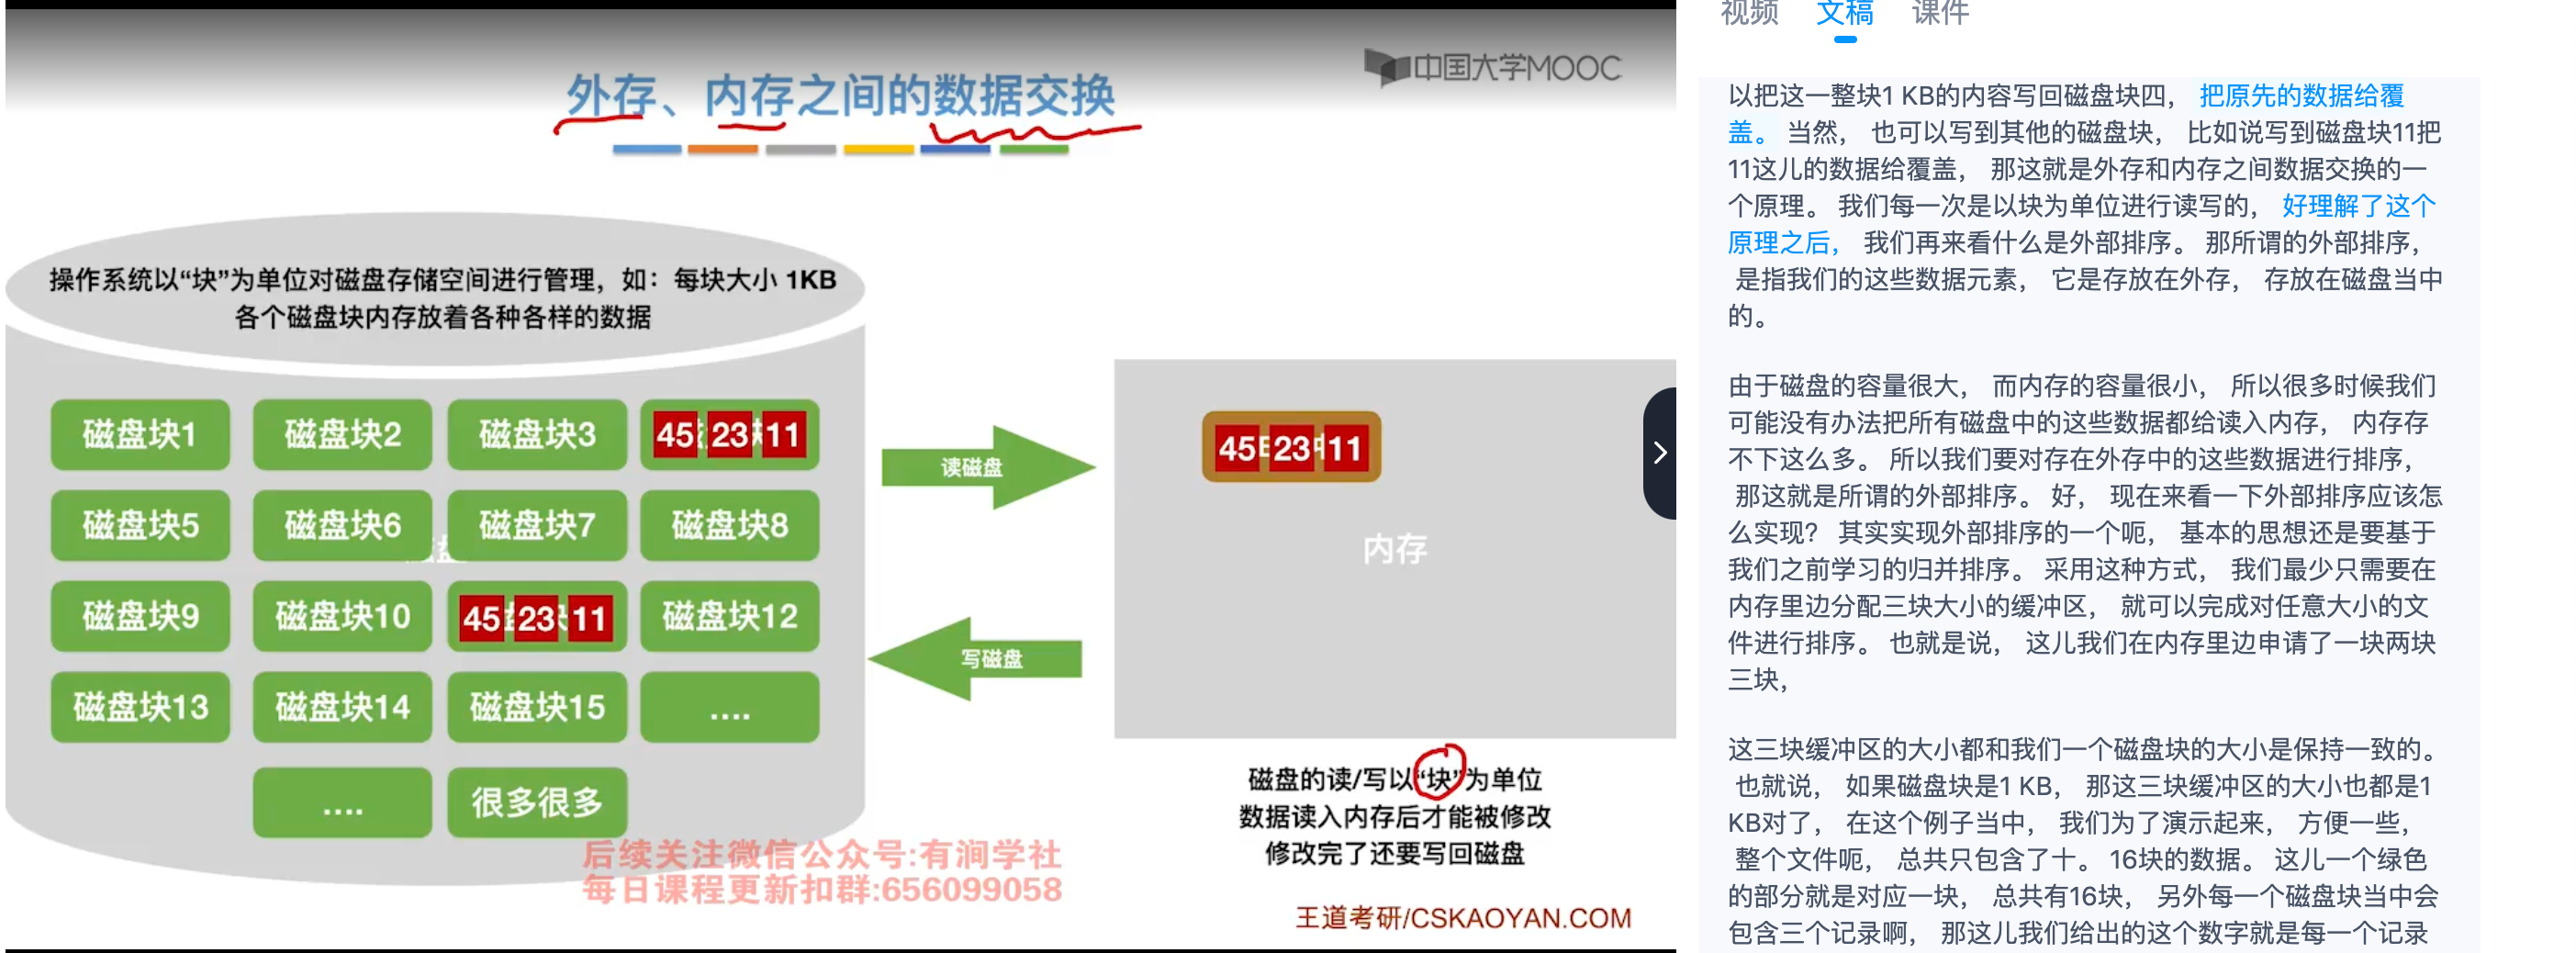 中国大学MOOC
外存、内存之间的数据交换
操作系统以“块”为单位对磁盘存储空间进行管理，如：每块大小 1KB
各个磁盘块内存放着各种各样的数据
磁盘块1
磁盘块2
磁盘块3
45 23 11
磁盘块5
磁盘块6
磁盘块7
磁盘块8
磁盘块9
磁盘块10
45 23 11
磁盘块12
磁盘块13
磁盘块14
磁盘块15
....
....
很多很多
读磁盘
写磁盘
45 23 11
内存
磁盘的读/写以“块”为单位
数据读入内存后才能被修改
修改完了还要写回磁盘
后续关注微信公众号:有涧学社
每日课程更新扣群:656099058
王道考研/CSKAOYAN.COM
视频 文稿 课件
以把这一整块1 KB的内容写回磁盘块四， 把原先的数据给覆
盖。 当然， 也可以写到其他的磁盘块， 比如说写到磁盘块11把
11这儿的数据给覆盖， 那这就是外存和内存之间数据交换的一
个原理。 我们每一次是以块为单位进行读写的， 好理解了这个
原理之后， 我们再来看什么是外部排序。 那所谓的外部排序，
是指我们的这些数据元素， 它是存放在外存， 存放在磁盘当中
的。
由于磁盘的容量很大， 而内存的容量很小， 所以很多时候我们
可能没有办法把所有磁盘中的这些数据都给读入内存， 内存存
不下这么多。 所以我们要对存在外存中的这些数据进行排序，
那这就是所谓的外部排序。 好， 现在来看一下外部排序应该怎
么实现？ 其实实现外部排序的一个呃， 基本的思想还是要基于
我们之前学习的归并排序。 采用这种方式， 我们最少只需要在
内存里边分配三块大小的缓冲区， 就可以完成对任意大小的文
件进行排序。 也就是说， 这儿我们在内存里边申请了一块两块
三块，
这三块缓冲区的大小都和我们一个磁盘块的大小是保持一致的。
也就说， 如果磁盘块是1 KB， 那这三块缓冲区的大小也都是1
KB对了， 在这个例子当中， 我们为了演示起来， 方便一些，
整个文件呃， 总共只包含了十。 16块的数据。 这儿一个绿色
的部分就是对应一块， 总共有16块， 另外每一个磁盘块当中会
包含三个记录啊， 那这儿我们给出的这个数字就是每一个记录